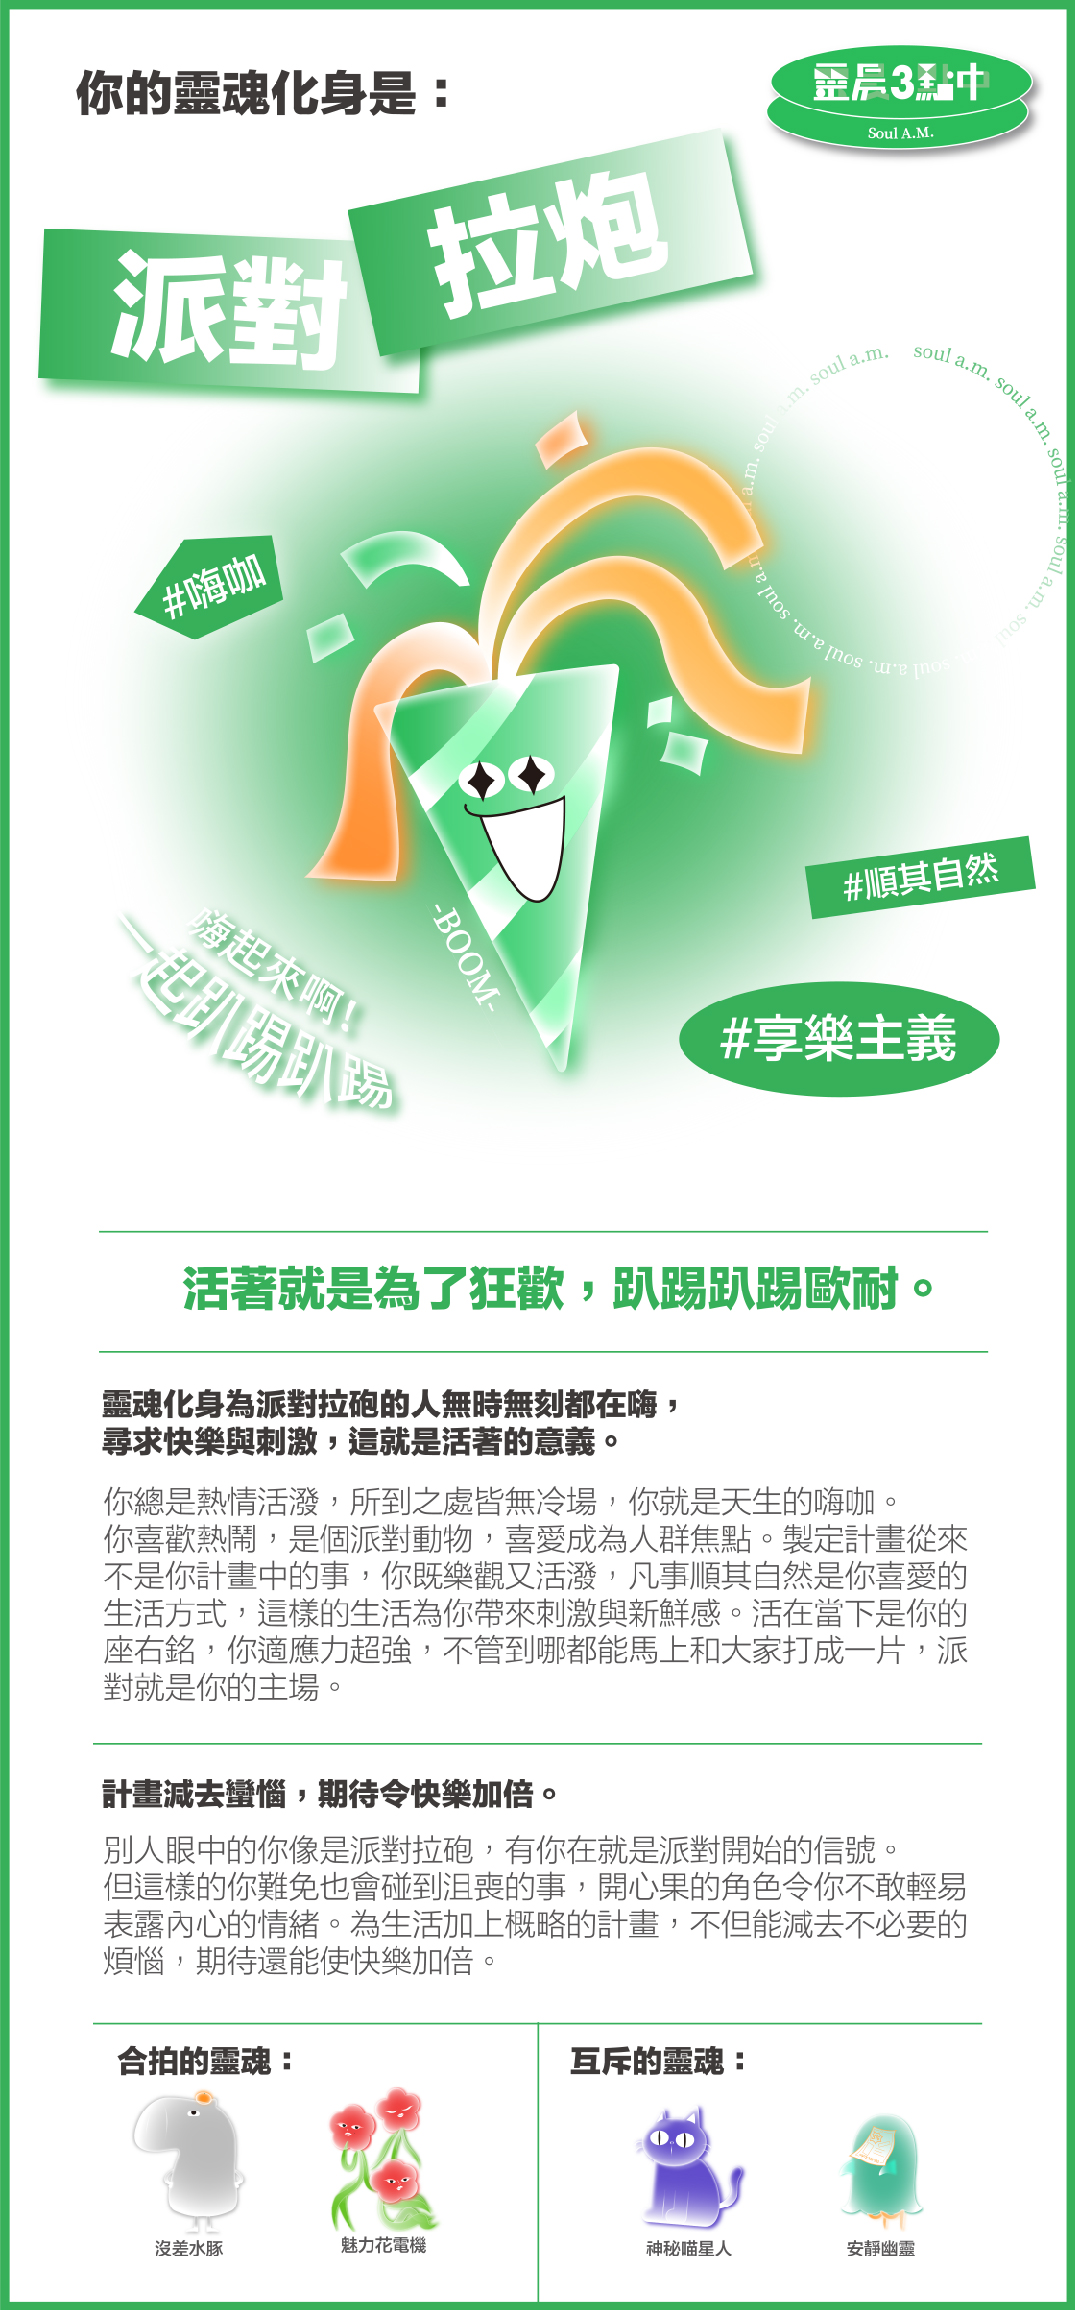 你的靈魂化身是：
靈晨3點中
Soul A.M.
派對
拉炮
soul a.m. soul a.m. soul a.m. soul a.m. soul a.m. soul a.m. soul a.m. soul a.m.
#嗨咖
#順其自然
嗨起來啊！
一起趴踢趴踢
-BOOM-
#享樂主義
活著就是為了狂歡，趴踢趴踢歐耐。
靈魂化身為派對拉砲的人無時無刻都在嗨，
尋求快樂與刺激，這就是活著的意義。
你總是熱情活潑，所到之處皆無冷場，你就是天生的嗨咖。
你喜歡熱鬧，是個派對動物，喜愛成為人群焦點。製定計畫從來
不是你計畫中的事，你既樂觀又活潑，凡事順其自然是你喜愛的
生活方式，這樣的生活為你帶來刺激與新鮮感。活在當下是你的
座右銘，你適應力超強，不管到哪都能馬上和大家打成一片，派
對就是你的主場。
計畫減去蠻惱，期待令快樂加倍。
別人眼中的你像是派對拉砲，有你在就是派對開始的信號。
但這樣的你難免也會碰到沮喪的事，開心果的角色令你不敢輕易
表露內心的情緒。為生活加上概略的計畫，不但能減去不必要的
煩惱，期待還能使快樂加倍。
合拍的靈魂：
互斥的靈魂：
沒差水豚
魅力花電機
神秘喵星人
安靜幽靈